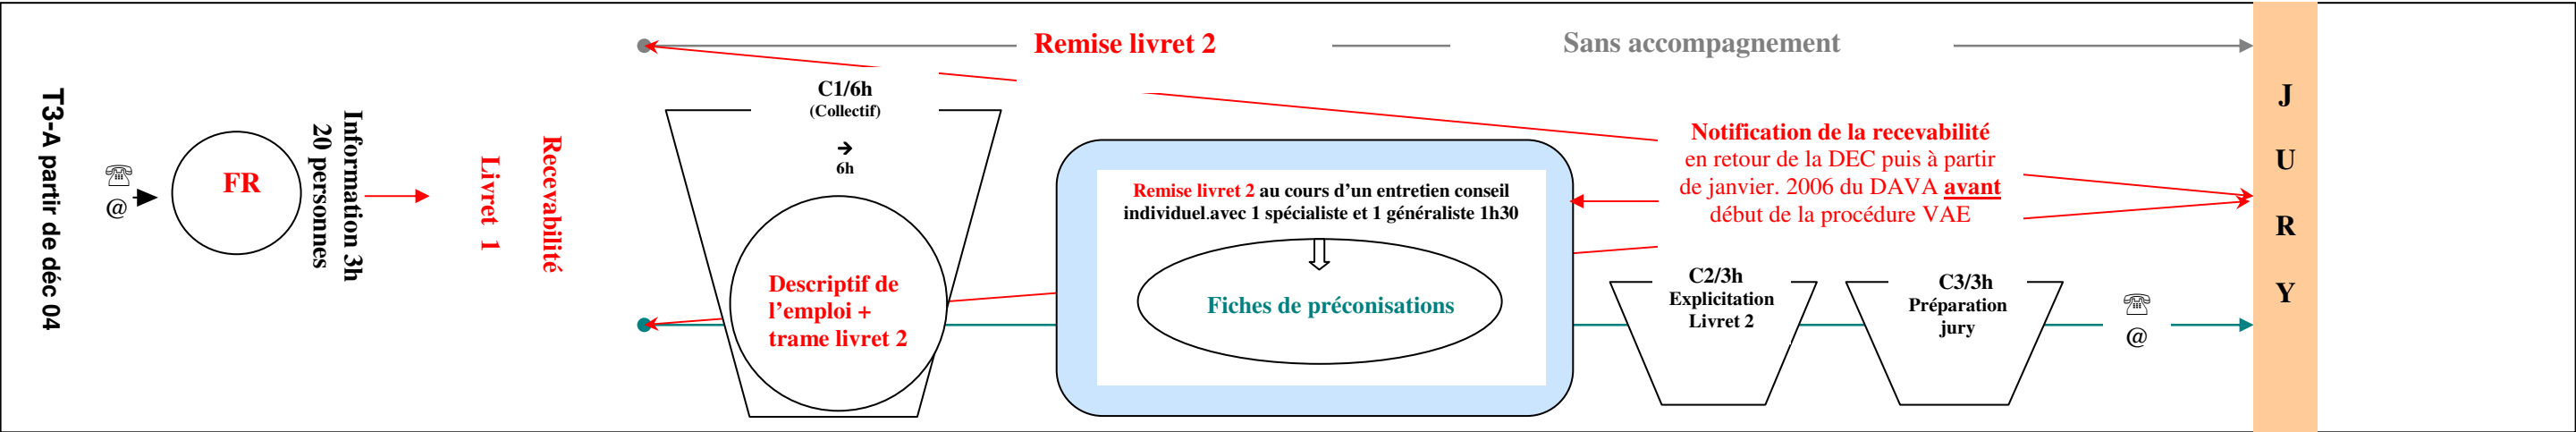 T3-A partir de déc 04
☏
@
FR
Information 3h
20 personnes
Livret 1
Recevabilité
Remise livret 2
Sans accompagnement
C1/6h
(Collectif)
→
6h
Descriptif de
l’emploi +
trame livret 2
Remise livret 2 au cours d’un entretien conseil
individuel.avec 1 spécialiste et 1 généraliste 1h30
Fiches de préconisations
Notification de la recevabilité
en retour de la DEC puis à partir
de janvier. 2006 du DAVA avant
début de la procédure VAE
C2/3h
Explicitation
Livret 2
C3/3h
Préparation
jury
☏
@
J
U
R
Y